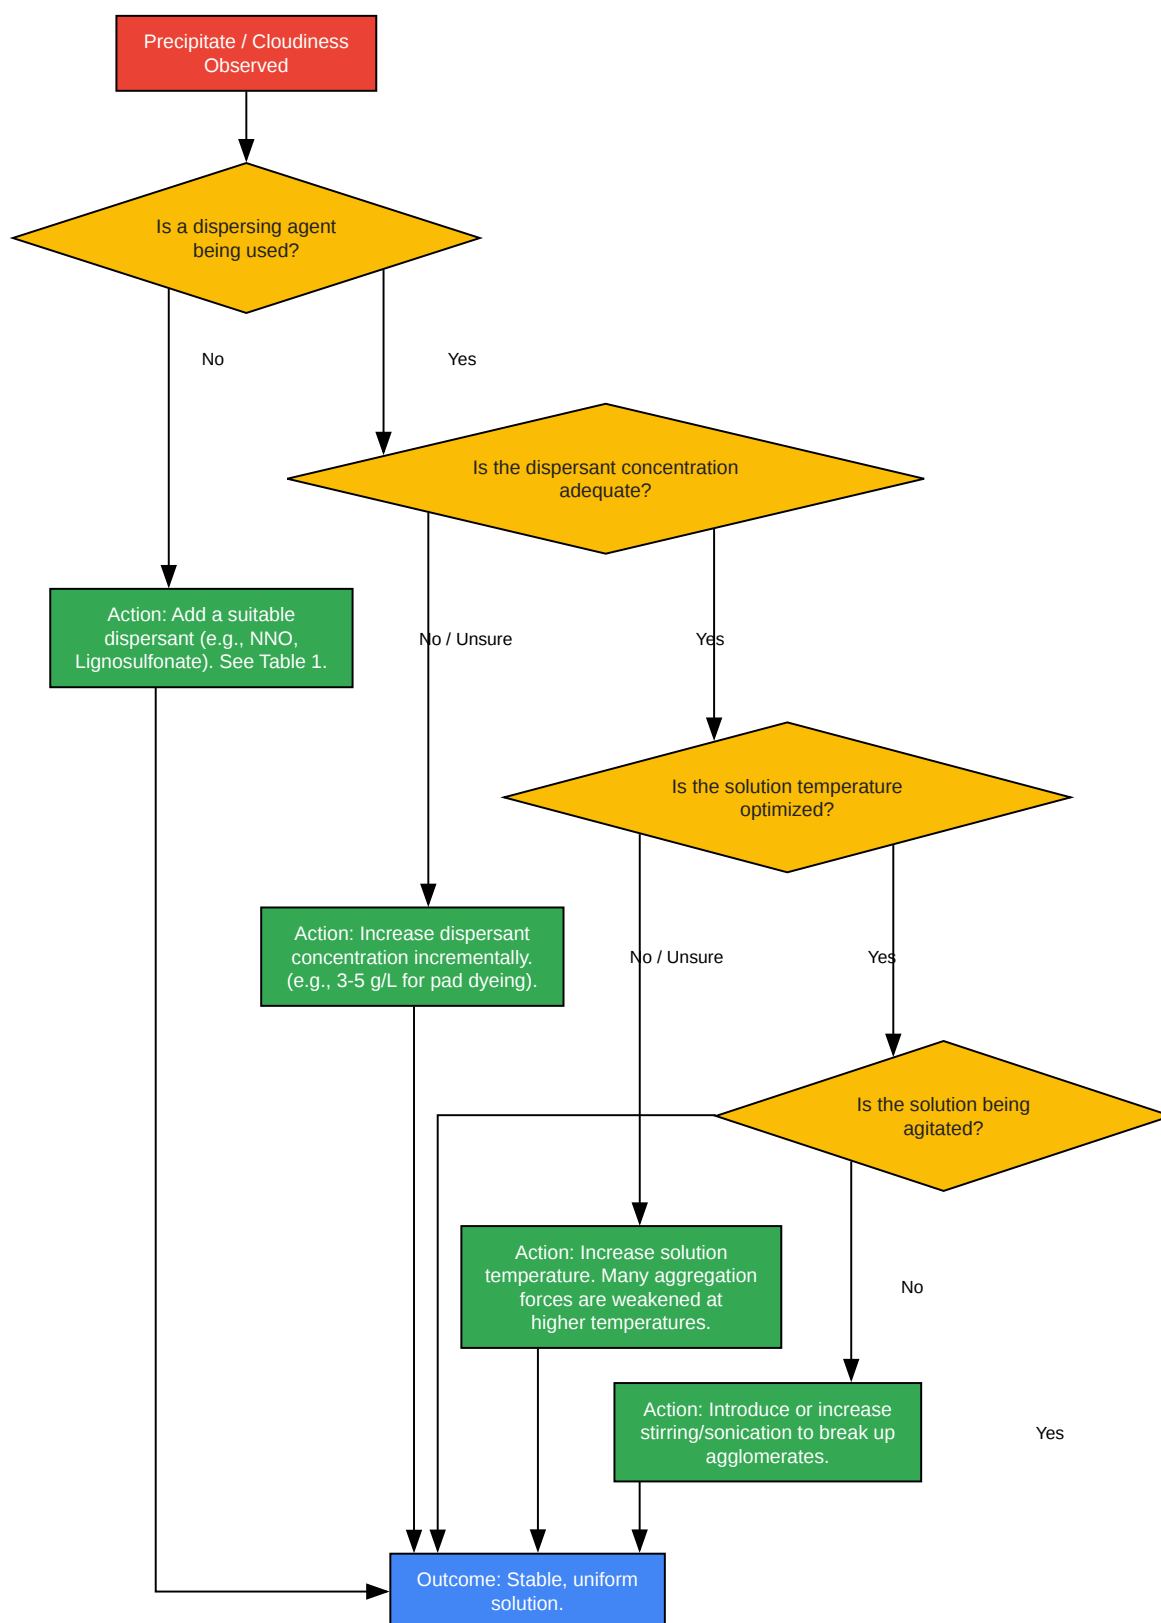 Precipitate / Cloudiness
Observed
Is a dispersing agent
being used?
No
Yes
Is the dispersant concentration
adequate?
Action: Add a suitable
dispersant (e.g., NNO,
Lignosulfonate). See Table 1.
No / Unsure
Yes
Is the solution temperature
optimized?
Action: Increase dispersant
concentration incrementally.
(e.g., 3-5 g/L for pad dyeing).
No / Unsure
Yes
Is the solution being
agitated?
Action: Increase solution
temperature. Many aggregation
forces are weakened at
higher temperatures.
No
Action: Introduce or increase
stirring/sonication to break up
agglomerates.
Yes
Outcome: Stable, uniform
solution.